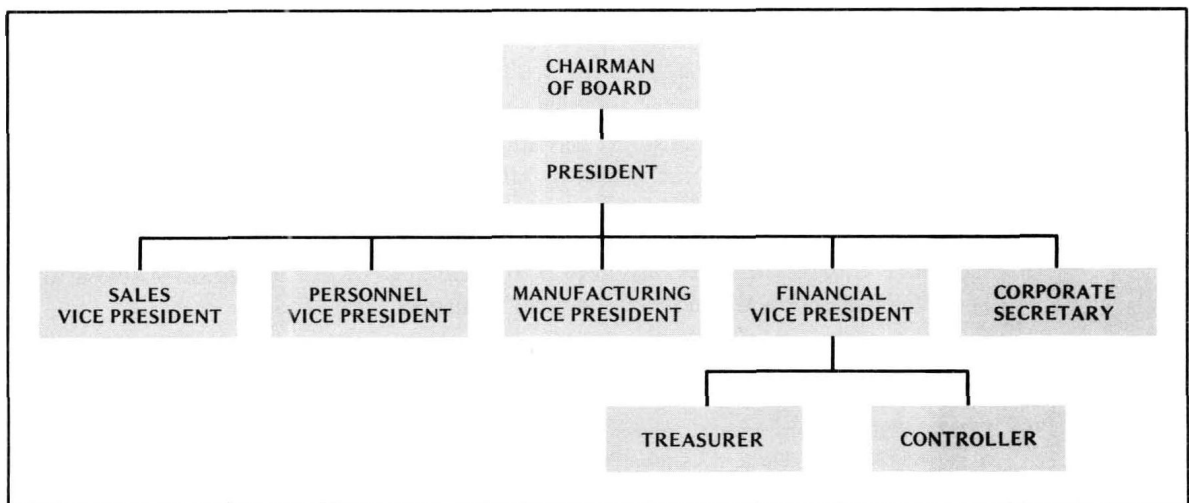 CHAIRMAN
OF BOARD
PRESIDENT
SALES
VICE PRESIDENT
PERSONNEL
VICE PRESIDENT
MANUFACTURING
VICE PRESIDENT
FINANCIAL
VICE PRESIDENT
CORPORATE
SECRETARY
TREASURER
CONTROLLER